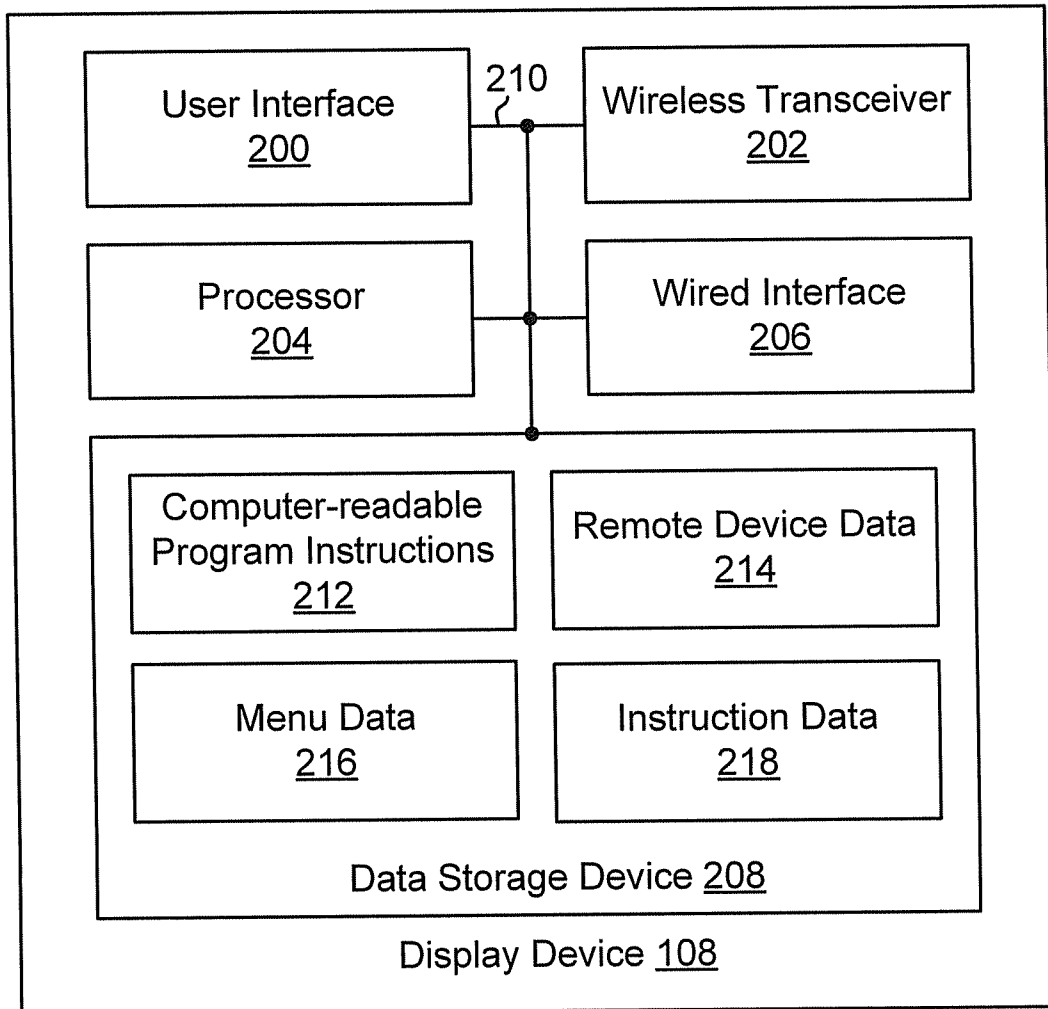 User Interface
200
210
Wireless Transceiver
202
Processor
204
Wired Interface
206
Computer-readable
Program Instructions
212
Remote Device Data
214
Menu Data
216
Instruction Data
218
Data Storage Device 208
Display Device 108